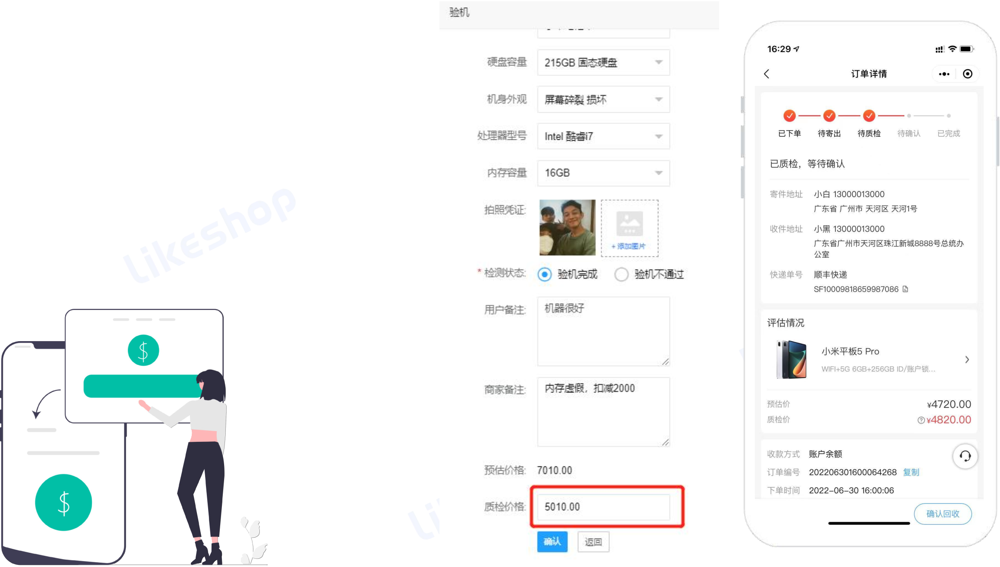 likeshop
验机
硬盘容量 215GB 固态硬盘
机身外观 屏幕碎裂 损坏
处理器型号 Intel 酷睿i7
内存容量 16GB
拍照凭证:
+ 添加图片
* 检测状态: 验机完成 验机不通过
用户备注: 机器很好
商家备注: 内存虚假，扣减2000
预估价格: 7010.00
质检价格: 5010.00
确认 返回
16:29
订单详情
已下单 待寄出 待质检 待确认 已完成
已质检，等待确认
寄件地址 小白 13000013000
广东省 广州市 天河区 天河1号
收件地址 小黑 13000013000
广东省广州市天河区珠江新城8888号总统办
公室
快递单号 顺丰快递
SF10009818659987086
评估情况
小米平板5 Pro
WIFI+5G 6GB+256GB ID/账户锁...
预估价 ¥4720.00
质检价 ¥4820.00
收款方式 账户余额
订单编号 202206301600064268 复制
下单时间 2022-06-30 16:00:06
确认回收
$
$